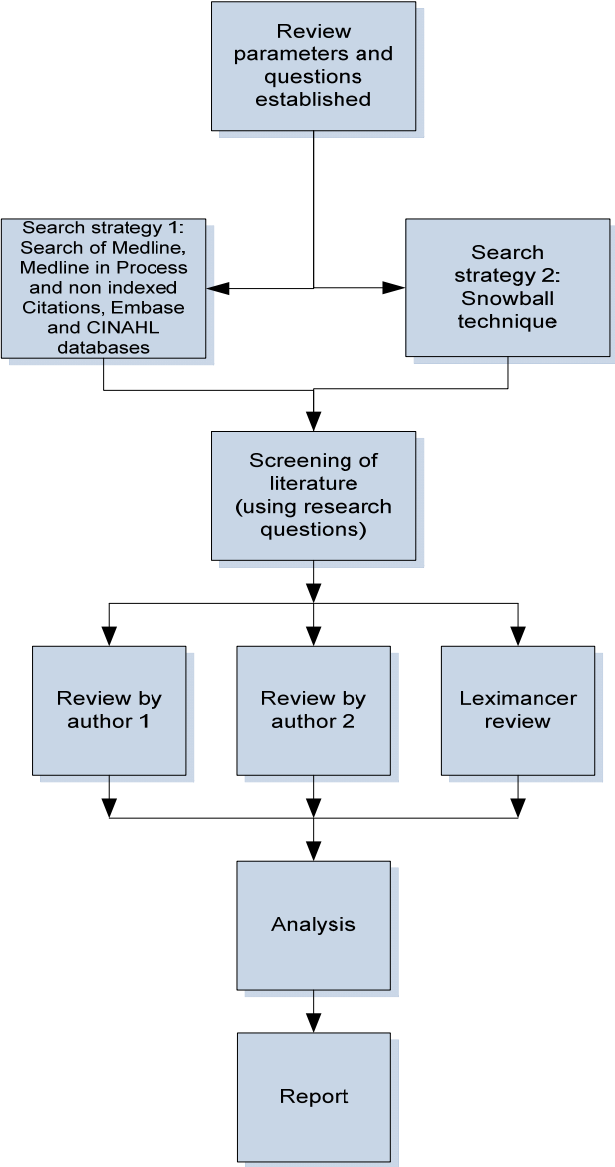 Review
parameters and
questions
established
Search strategy 1:
Search of Medline,
Medline in Process
and non indexed
Citations, Embase
and CINAHL
databases
Search
strategy 2:
Snowball
technique
Screening of
literature
(using research
questions)
Review by
author 1
Review by
author 2
Leximancer
review
Analysis
Report